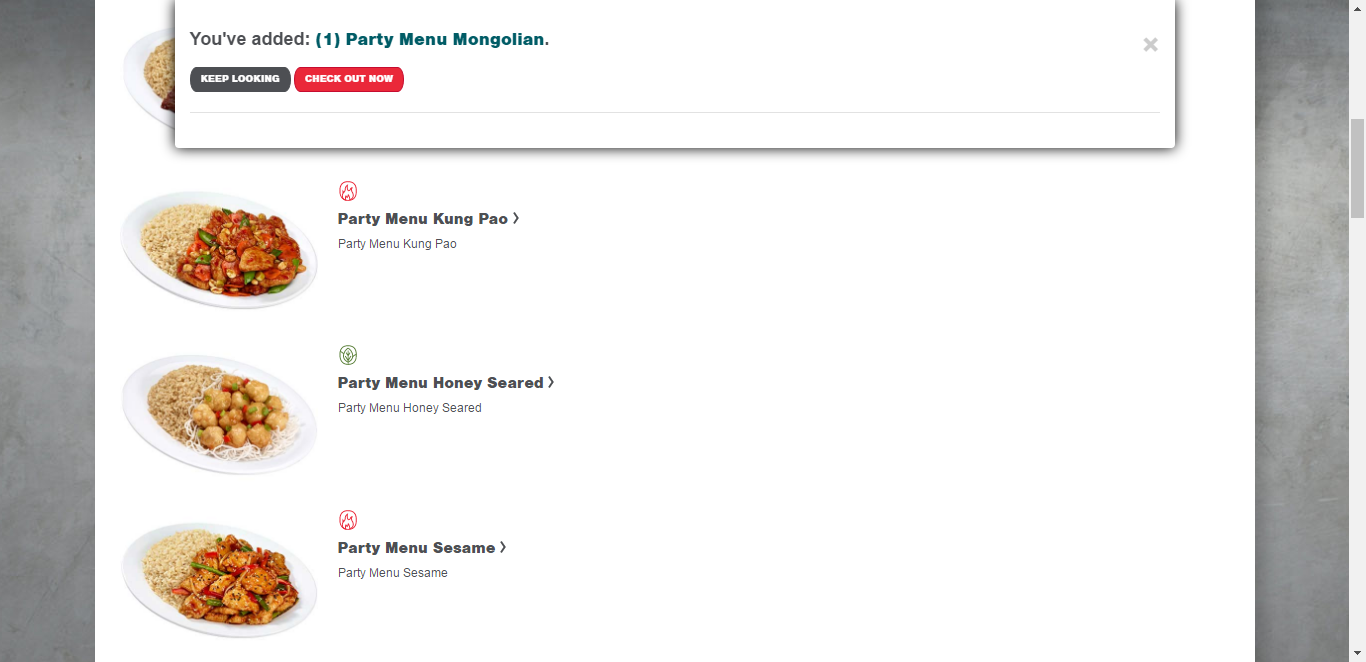 You've added: (1) Party Menu Mongolian.
×
KEEP LOOKING CHECK OUT NOW
Party Menu Kung Pao ›
Party Menu Kung Pao
Party Menu Honey Seared ›
Party Menu Honey Seared
Party Menu Sesame ›
Party Menu Sesame